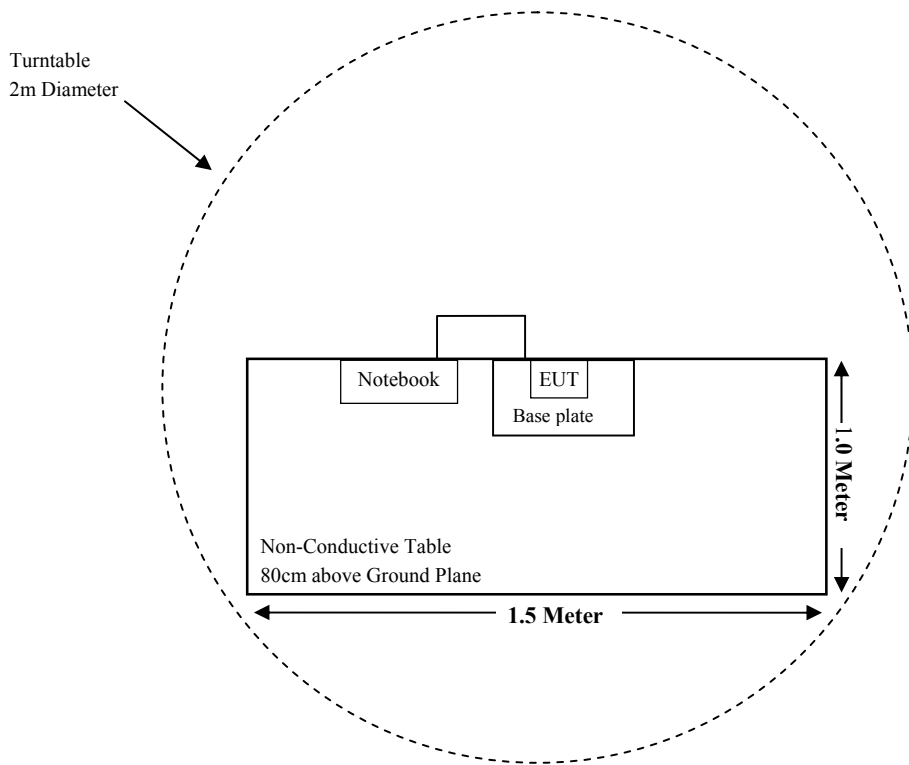 Turntable
2m Diameter
Notebook
EUT
Base plate
1.0 Meter
Non-Conductive Table
80cm above Ground Plane
1.5 Meter